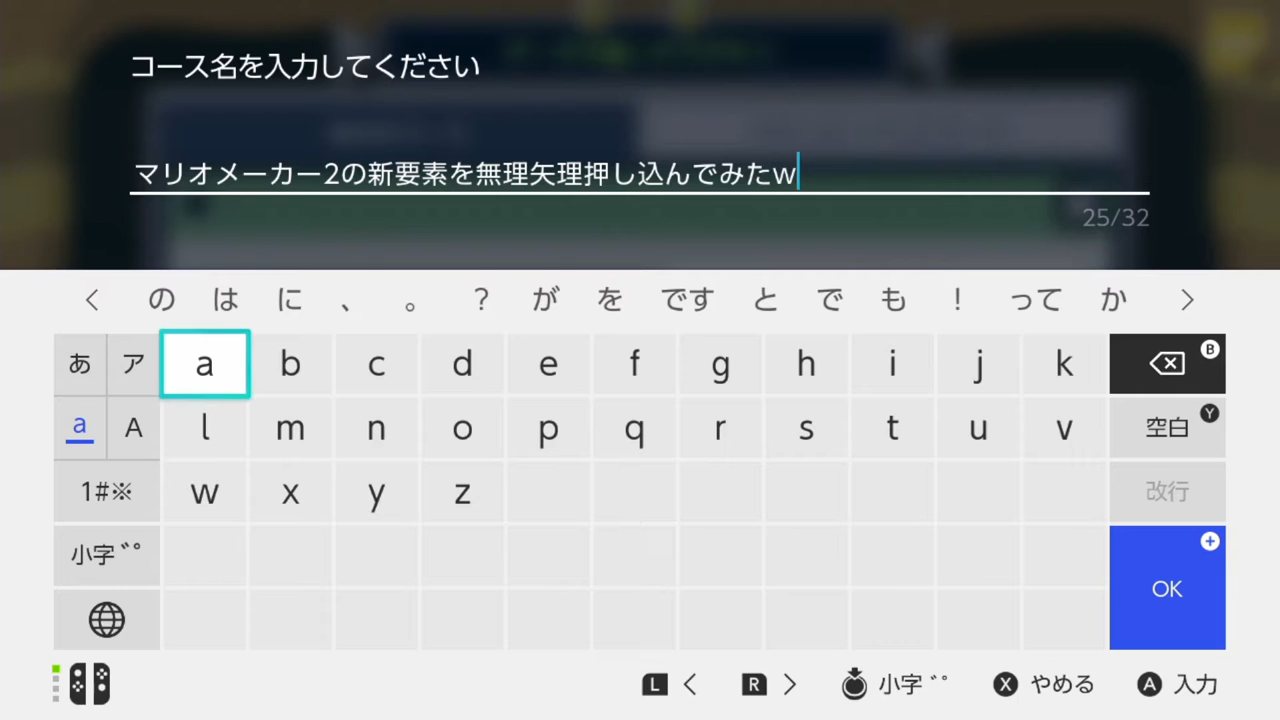 コース名を入力してください
マリオメーカー2の新要素を無理矢理押し込んでみたw
25/32
< の は に 、 。 ? が を です と で も ! って か >
あ ア a b c d e f g h i j k B
a A l m n o p q r s t u v 空白 Y
1#※ w x y z 改行
小字゛゜ +
OK
L < R > 小字゛゜ X やめる A 入力